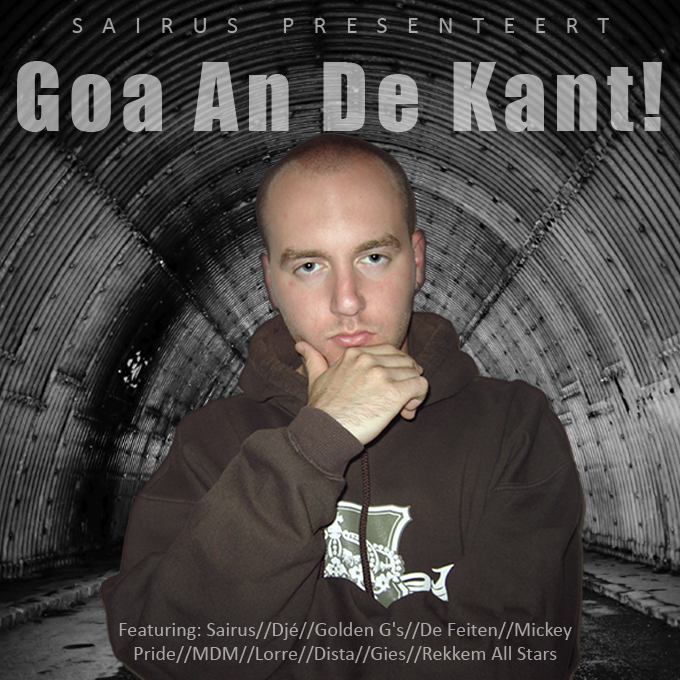 SAIRUS PRESENTEERT
Goa An De Kant!
Featuring: Sairus//Djé//Golden G's//De Feiten//Mickey
Pride//MDM//Lorre//Dista//Gies//Rekkem All Stars